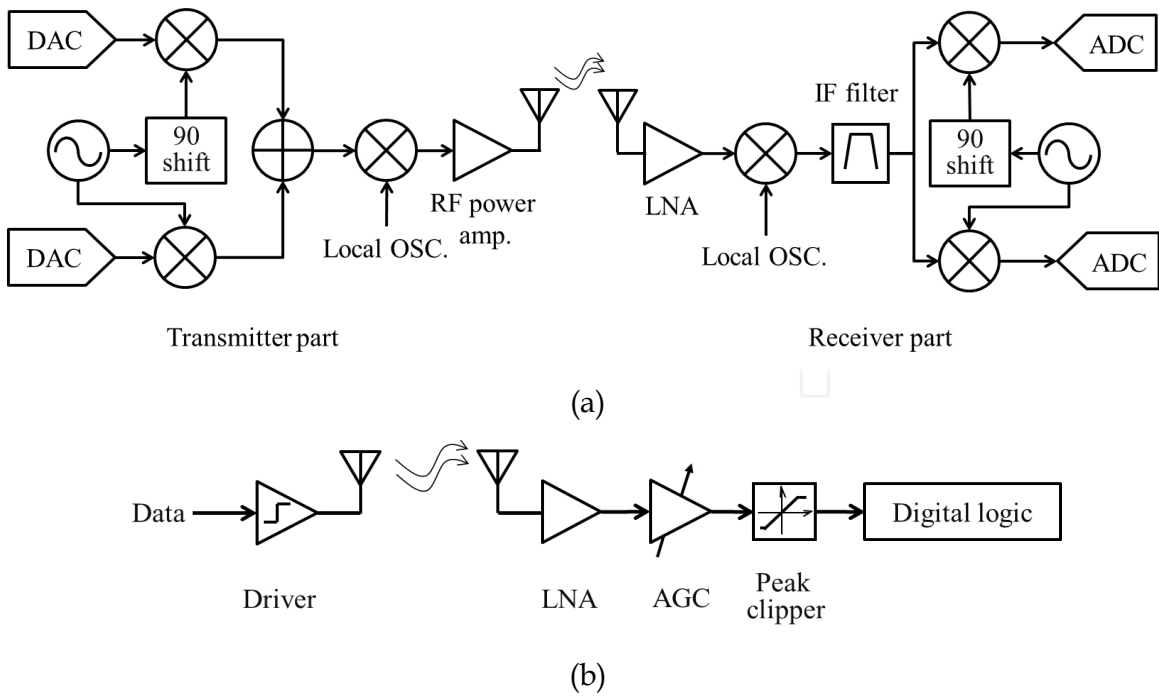 DAC
90
shift
DAC
Local OSC.
RF power
amp.
LNA
Local OSC.
IF filter
90
shift
ADC
ADC
Transmitter part
Receiver part
(a)
Data
Driver
LNA
AGC
Peak
clipper
Digital logic
(b)